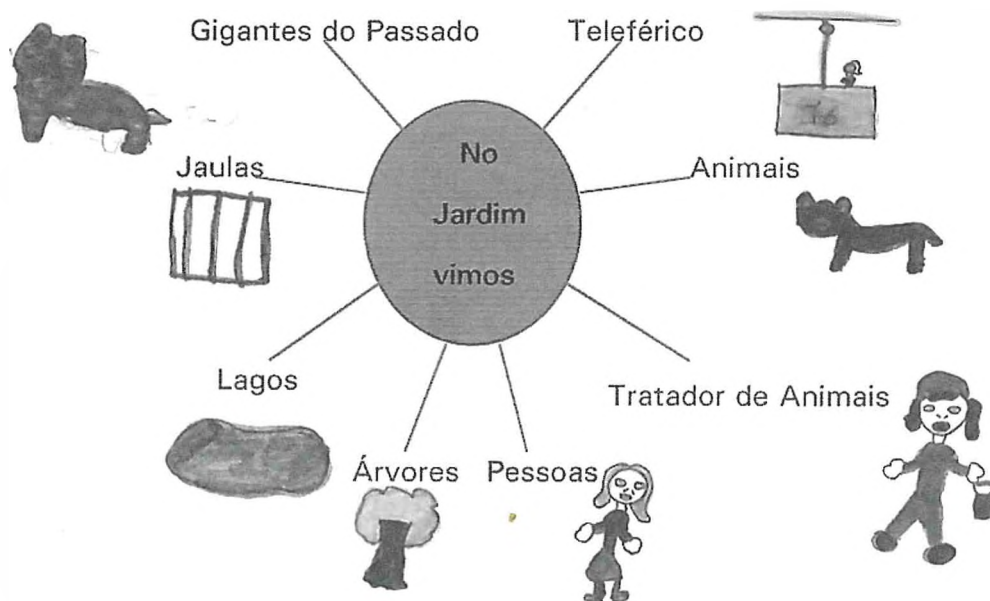 Gigantes do Passado
Teleférico
No
Jardim
vimos
Jaulas
Animais
Lagos
Tratador de Animais
Árvores
Pessoas